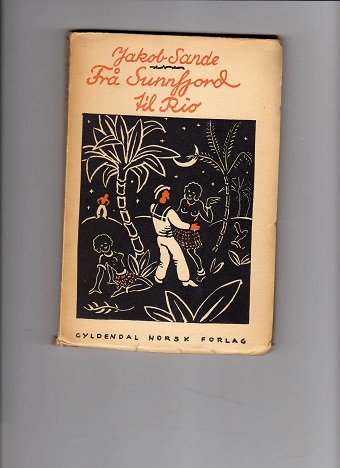 Jakob Sande
Frå Sunnfjord
til Rio
GYLDENDAL NORSK FORLAG